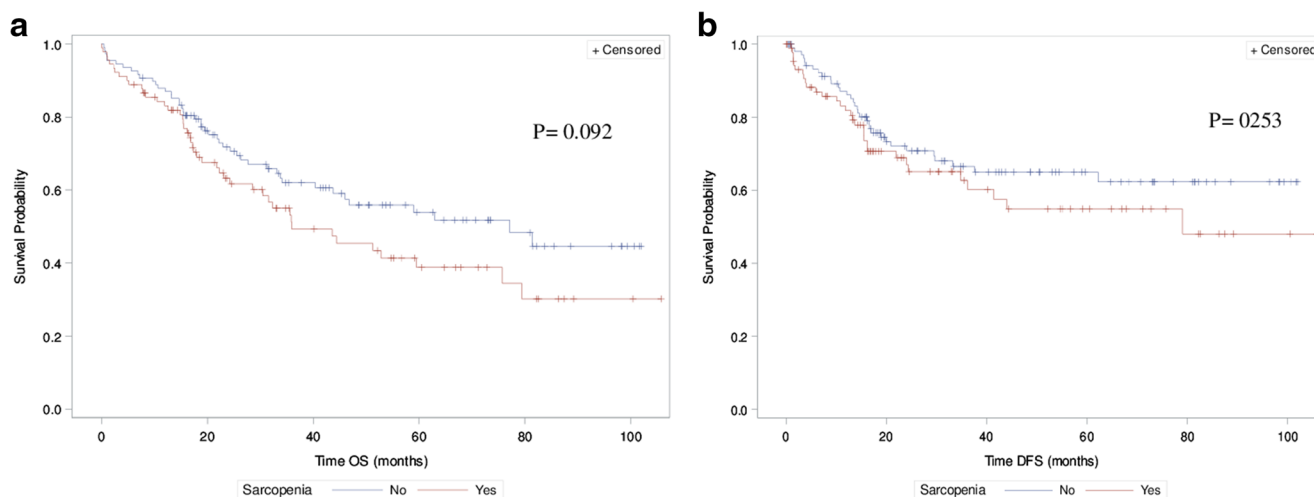 a
+ Censored
P= 0.092
Survival Probability
1.0
0.8
0.6
0.4
0.2
0.0
0 20 40 60 80 100
Time OS (months)
Sarcopenia No Yes
b
+ Censored
P= 0253
Survival Probability
1.0
0.8
0.6
0.4
0.2
0.0
0 20 40 60 80 100
Time DFS (months)
Sarcopenia No Yes